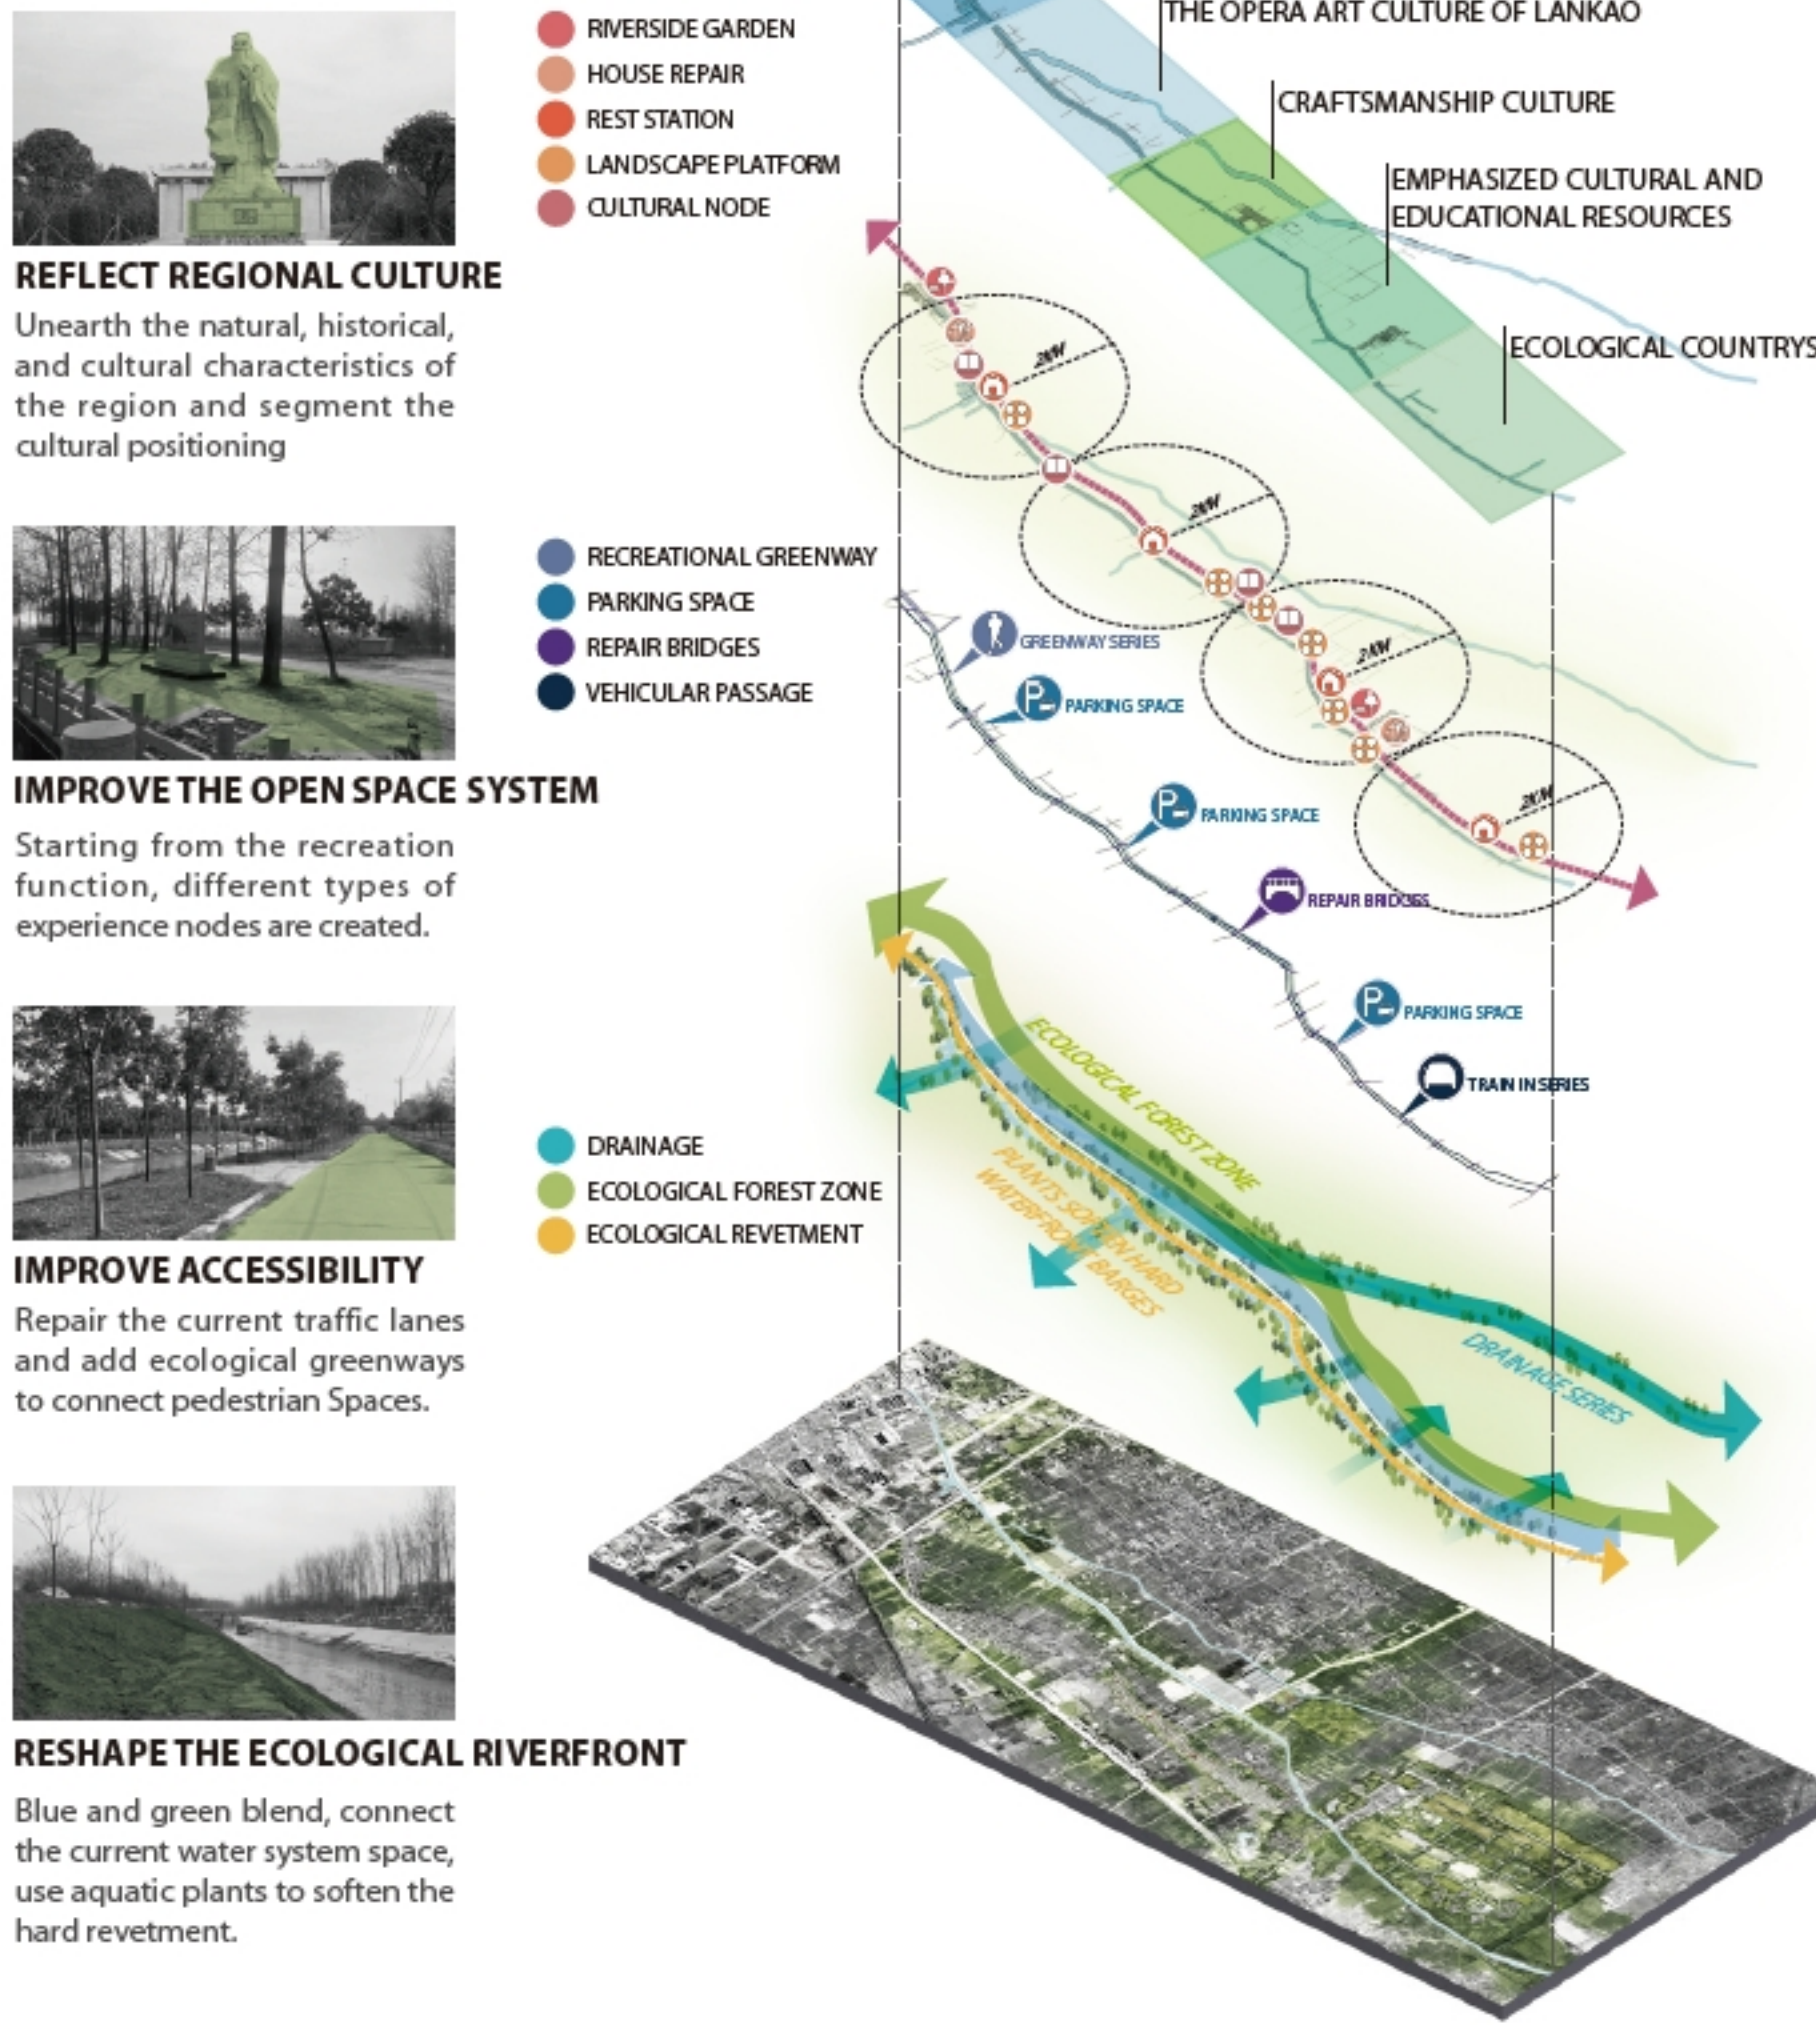 REFLECT REGIONAL CULTURE
Unearth the natural, historical,
and cultural characteristics of
the region and segment the
cultural positioning
IMPROVE THE OPEN SPACE SYSTEM
Starting from the recreation
function, different types of
experience nodes are created.
IMPROVE ACCESSIBILITY
Repair the current traffic lanes
and add ecological greenways
to connect pedestrian Spaces.
RESHAPE THE ECOLOGICAL RIVERFRONT
Blue and green blend, connect
the current water system space,
use aquatic plants to soften the
hard revetment.
RIVERSIDE GARDEN
HOUSE REPAIR
REST STATION
LANDSCAPE PLATFORM
CULTURAL NODE
RECREATIONAL GREENWAY
PARKING SPACE
REPAIR BRIDGES
VEHICULAR PASSAGE
DRAINAGE
ECOLOGICAL FOREST ZONE
ECOLOGICAL REVETMENT
THE OPERA ART CULTURE OF LANKAO
CRAFTSMANSHIP CULTURE
EMPHASIZED CULTURAL AND
EDUCATIONAL RESOURCES
ECOLOGICAL COUNTRYS
2KM
2KM
2KM
2KM
GREENWAY SERIES
P
PARKING SPACE
P
PARKING SPACE
REPAIR BRIDGES
P
PARKING SPACE
TRAIN IN SERIES
ECOLOGICAL FOREST ZONE
PLANTS SOFTEN HARD
WATERFRONT BARGES
DRAINAGE SERIES